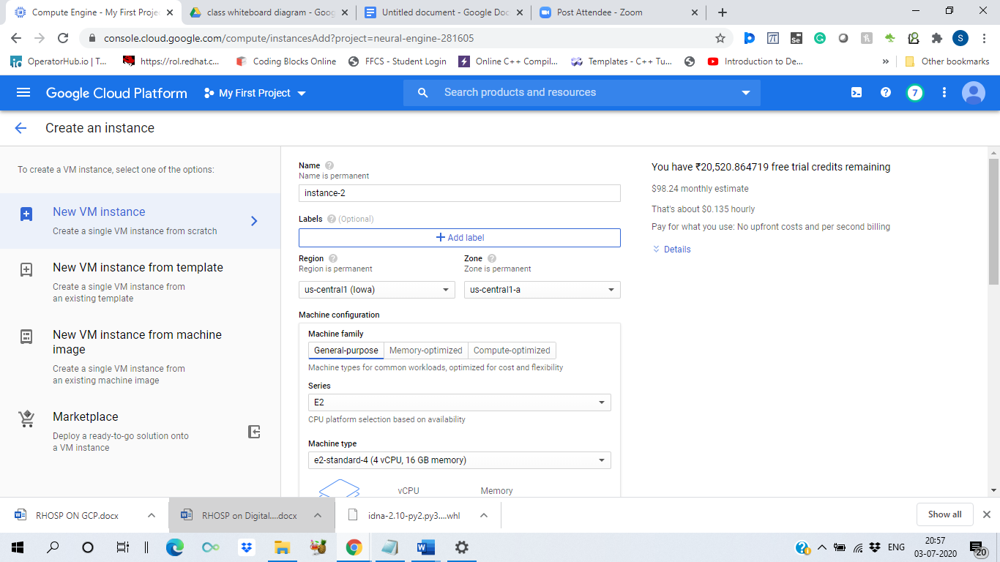 Compute Engine - My First Proje
class whiteboard diagram - Goog
Untitled document - Google Doc
Post Attendee - Zoom
console.cloud.google.com/compute/instancesAdd?project=neural-engine-281605
S
OperatorHub.io | T...
https://rol.redhat.c...
Coding Blocks Online
FFCS - Student Login
Online C++ Compil...
Templates - C++ Tu...
Introduction to De...
»
Other bookmarks
Google Cloud Platform
My First Project
Search products and resources
7
Create an instance
To create a VM instance, select one of the options:
New VM instance
Create a single VM instance from scratch
New VM instance from template
Create a single VM instance from
an existing template
New VM instance from machine
image
Create a single VM instance from
an existing machine image
Marketplace
Deploy a ready-to-go solution onto
a VM instance
Name
Name is permanent
instance-2
Labels (Optional)
+ Add label
Region
Region is permanent
us-central1 (Iowa)
Zone
Zone is permanent
us-central1-a
Machine configuration
Machine family
General-purpose
Memory-optimized
Compute-optimized
Machine types for common workloads, optimized for cost and flexibility
Series
E2
CPU platform selection based on availability
Machine type
e2-standard-4 (4 vCPU, 16 GB memory)
vCPU
Memory
You have ₹20,520.864719 free trial credits remaining
$98.24 monthly estimate
That's about $0.135 hourly
Pay for what you use: No upfront costs and per second billing
Details
RHOSP ON GCP.docx
RHOSP on Digital....docx
idna-2.10-py2.py3....whl
Show all
ENG
20:57
03-07-2020
20